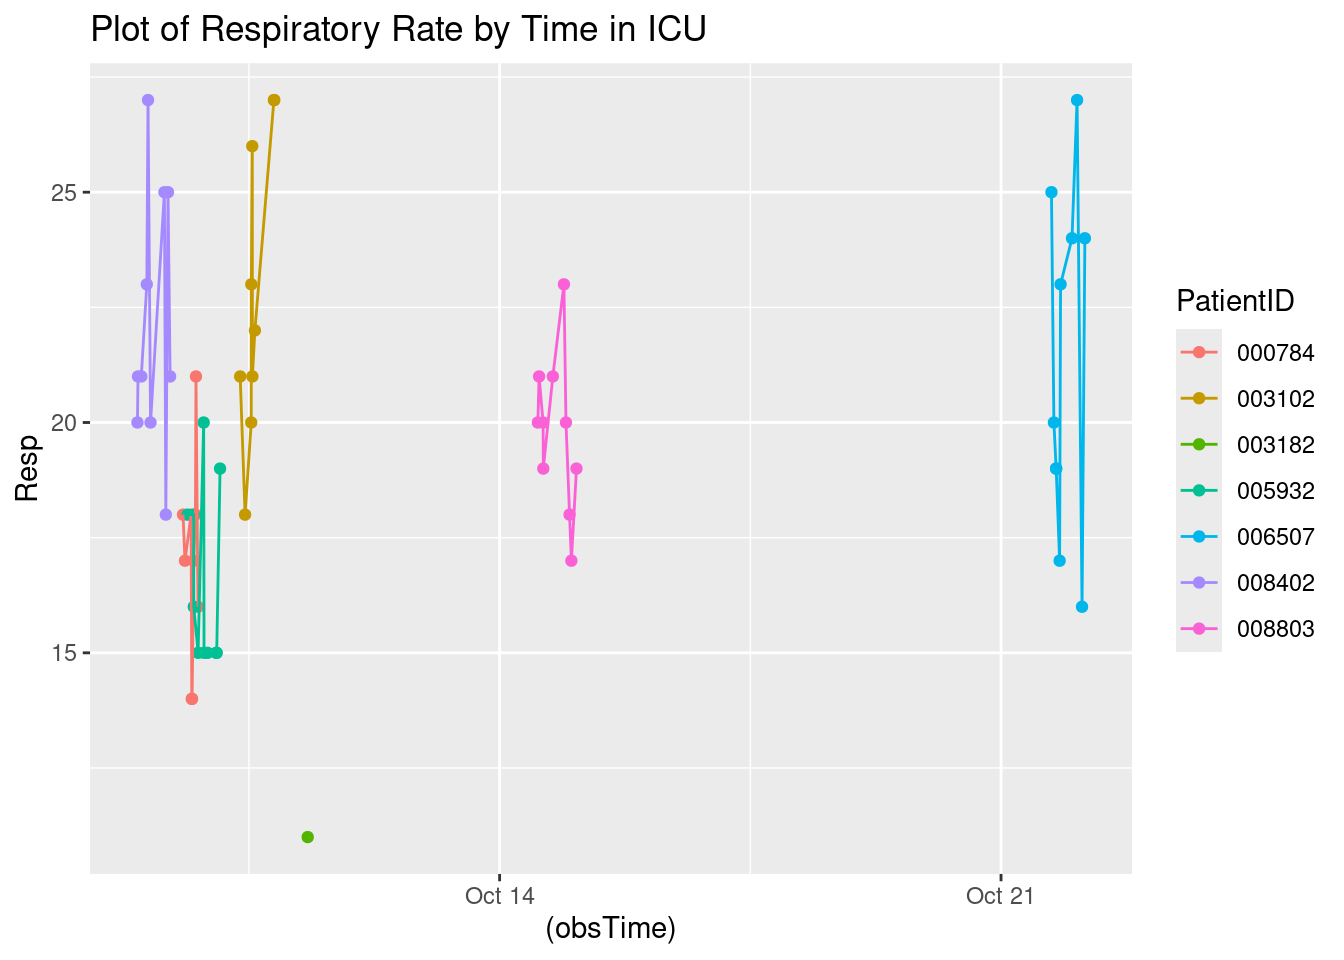 Plot of Respiratory Rate by Time in ICU
25
20
15
Resp
Oct 14
Oct 21
(obsTime)
PatientID
000784
003102
003182
005932
006507
008402
008803